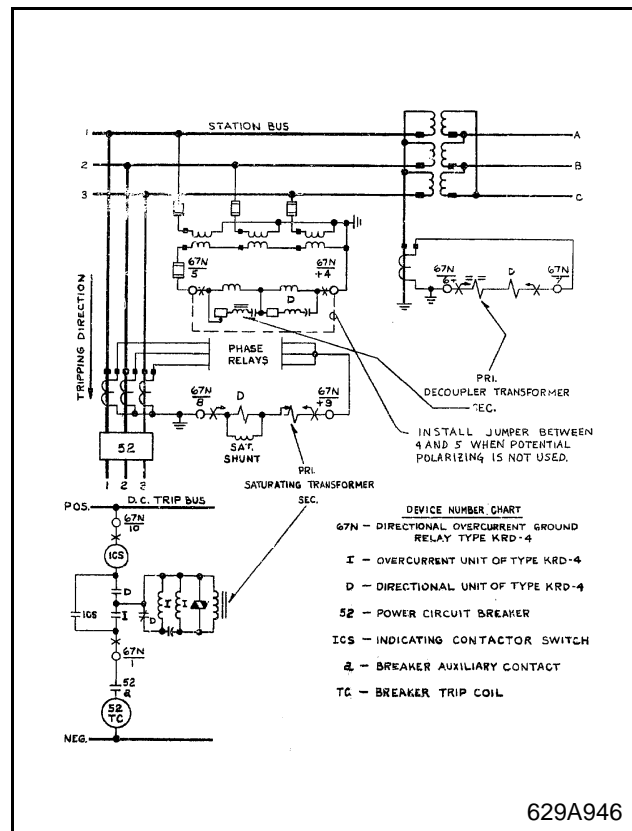 STATION BUS
1
A
2
B
3
C
67N
5
67N
+4
67N
6+
D
67N
7
D
TRIPPING DIRECTION
PHASE
RELAYS
PRI.
DECOUPLER TRANSFORMER
SEC.
D
67N
8
67N
+9
INSTALL JUMPER BETWEEN
4 AND 5 WHEN POTENTIAL
POLARIZING IS NOT USED.
52
SAT.
SHUNT
PRI.
SATURATING TRANSFORMER
SEC.
1 2 3
POS.
D.C. TRIP BUS
67N
10
ICS
D
ICS
I
D
I
I
67N
1
52
a
52
TC
NEG.
DEVICE NUMBER CHART
67N - DIRECTIONAL OVERCURRENT GROUND
RELAY TYPE KRD-4
I - OVERCURRENT UNIT OF TYPE KRD-4
D - DIRECTIONAL UNIT OF TYPE KRD-4
52 - POWER CIRCUIT BREAKER
ICS - INDICATING CONTACTOR SWITCH
a - BREAKER AUXILIARY CONTACT
TC - BREAKER TRIP COIL
629A946